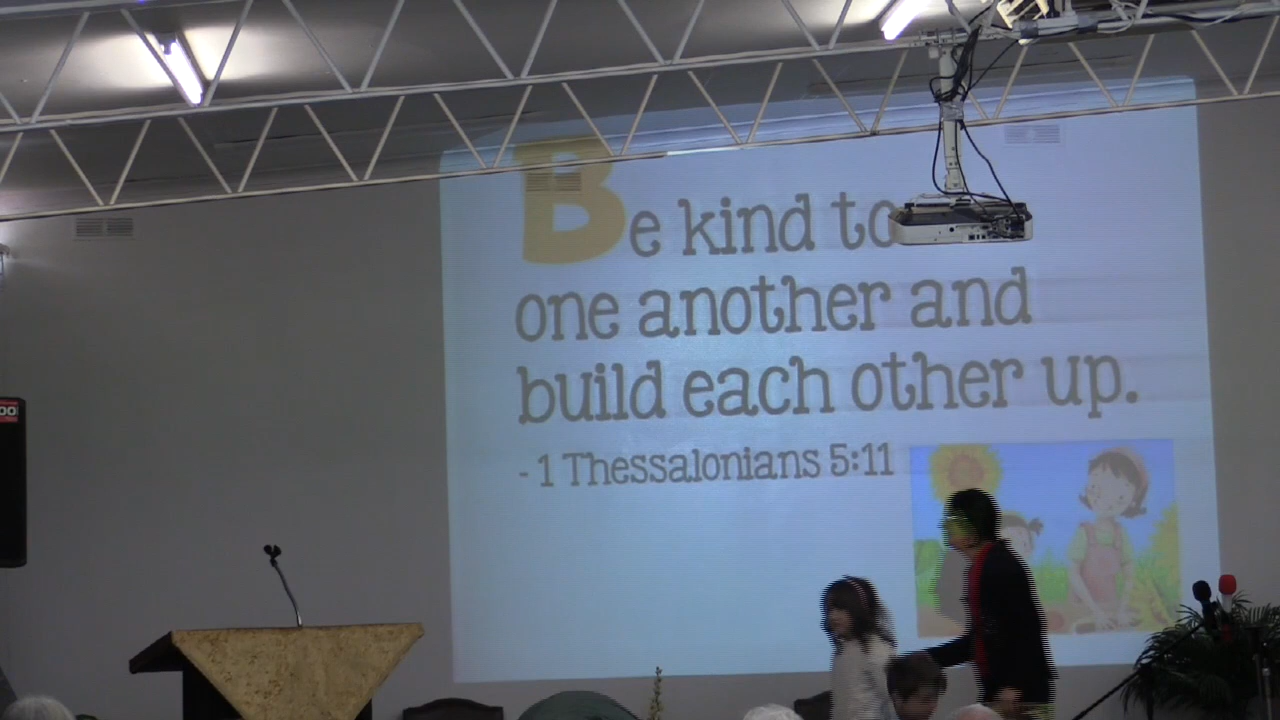 Be kind to
one another and
build each other up.
- 1 Thessalonians 5:11